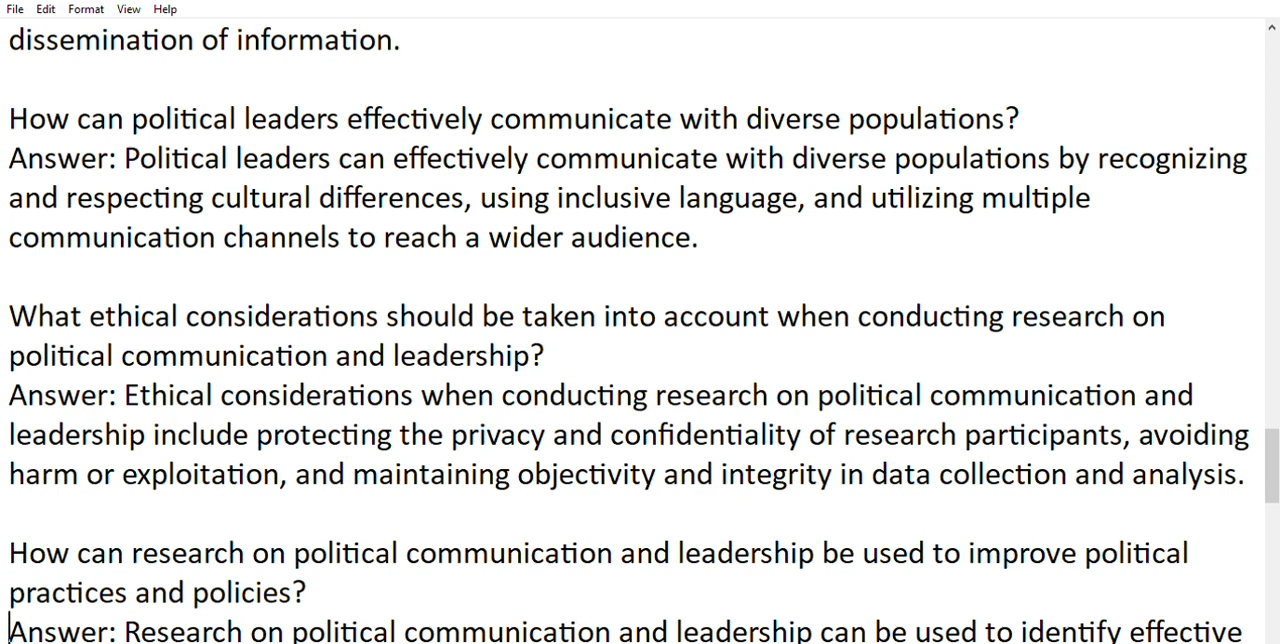 File Edit Format View Help
dissemination of information.
How can political leaders effectively communicate with diverse populations?
Answer: Political leaders can effectively communicate with diverse populations by recognizing
and respecting cultural differences, using inclusive language, and utilizing multiple
communication channels to reach a wider audience.
What ethical considerations should be taken into account when conducting research on
political communication and leadership?
Answer: Ethical considerations when conducting research on political communication and
leadership include protecting the privacy and confidentiality of research participants, avoiding
harm or exploitation, and maintaining objectivity and integrity in data collection and analysis.
How can research on political communication and leadership be used to improve political
practices and policies?
Answer: Research on political communication and leadership can be used to identify effective